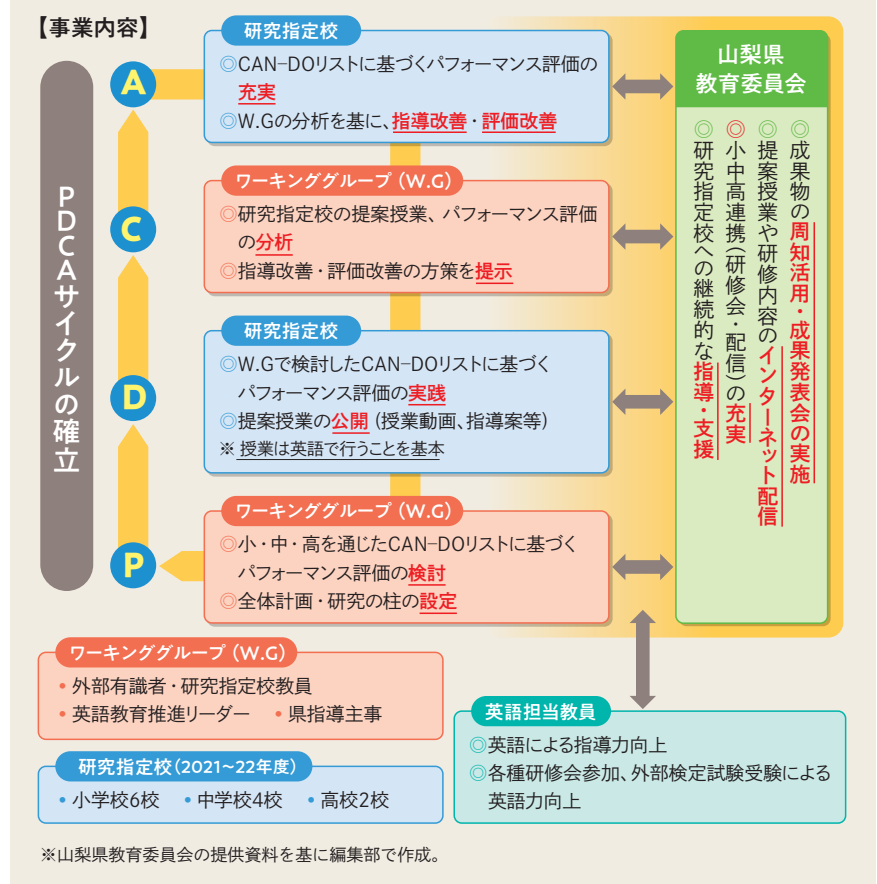 【事業内容】
PDCAサイクルの確立
A
研究指定校
◎CAN−DOリストに基づくパフォーマンス評価の
充実
◎W.Gの分析を基に、指導改善・評価改善
C
ワーキンググループ（W.G）
◎研究指定校の提案授業、パフォーマンス評価
の分析
◎指導改善・評価改善の方策を提示
D
研究指定校
◎W.Gで検討したCAN−DOリストに基づく
パフォーマンス評価の実践
◎提案授業の公開（授業動画、指導案等）
※ 授業は英語で行うことを基本
P
ワーキンググループ（W.G）
◎小・中・高を通じたCAN−DOリストに基づく
パフォーマンス評価の検討
◎全体計画・研究の柱の設定
山梨県
教育委員会
◎成果物の周知活用・成果発表会の実施
◎提案授業や研修内容のインターネット配信
◎小中高連携（研修会・配信）の充実
◎研究指定校への継続的な指導・支援
ワーキンググループ（W.G）
・外部有識者・研究指定校教員
・英語教育推進リーダー ・県指導主事
研究指定校（2021~22年度）
・小学校6校 ・中学校4校 ・高校2校
英語担当教員
◎英語による指導力向上
◎各種研修会参加、外部検定試験受験による
英語力向上
※山梨県教育委員会の提供資料を基に編集部で作成。